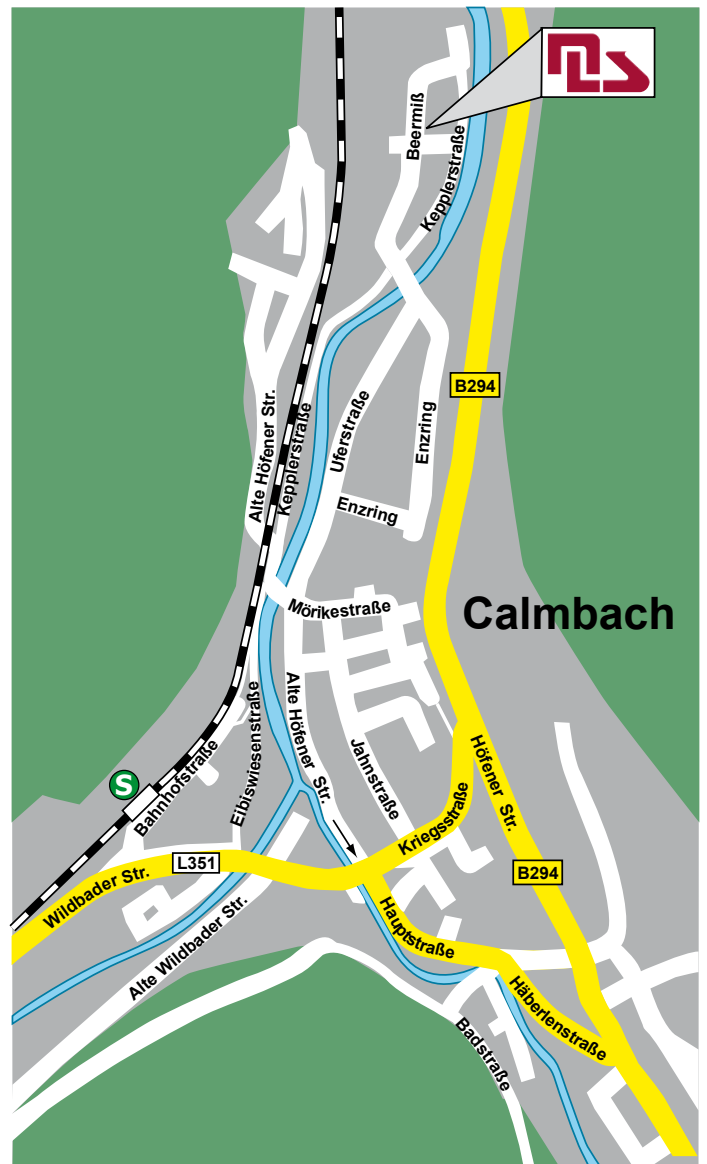 MLS
Beermiß
Kepplerstraße
B294
Alte Höfener Str.
Kepplerstraße
Uferstraße
Enzring
Enzring
Mörikestraße
Calmbach
Eibiswiesenstraße
Alte Höfener Str.
Jahnstraße
Höfener Str.
Bahnhofstraße
S
Kriegsstraße
L351
Wildbader Str.
B294
Hauptstraße
Alte Wildbader Str.
Häberlenstraße
Badstraße